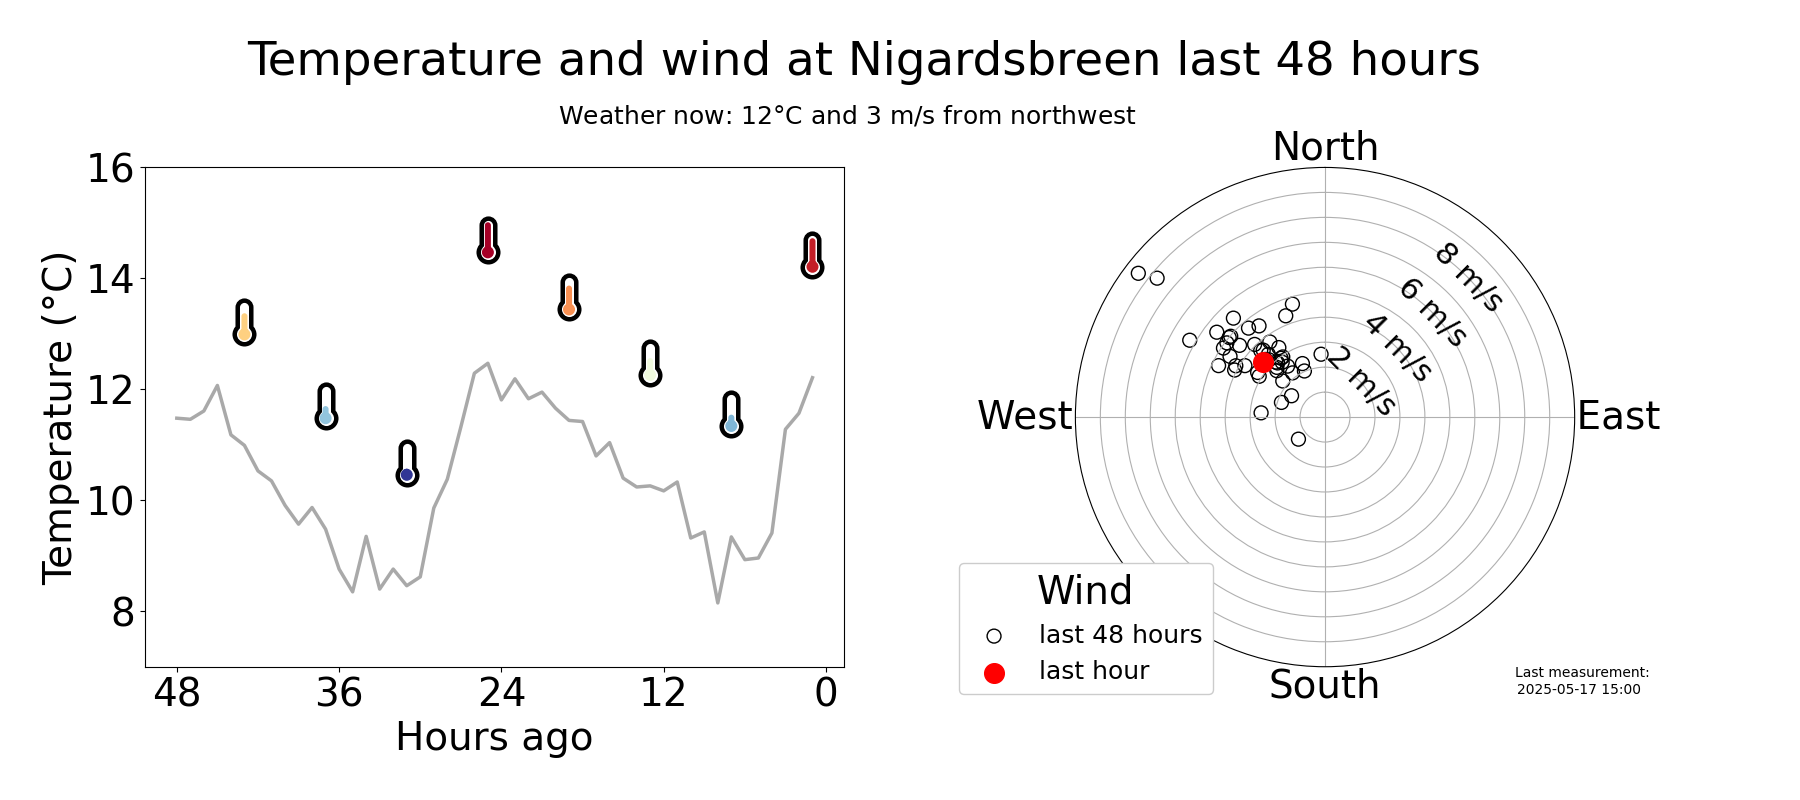 Temperature and wind at Nigardsbreen last 48 hours
Weather now: 12°C and 3 m/s from northwest
Temperature (°C)
16
14
12
10
8
48 36 24 12 0
Hours ago
North
West
East
South
8 m/s
6 m/s
4 m/s
2 m/s
Wind
last 48 hours
last hour
Last measurement:
2025-05-17 15:00